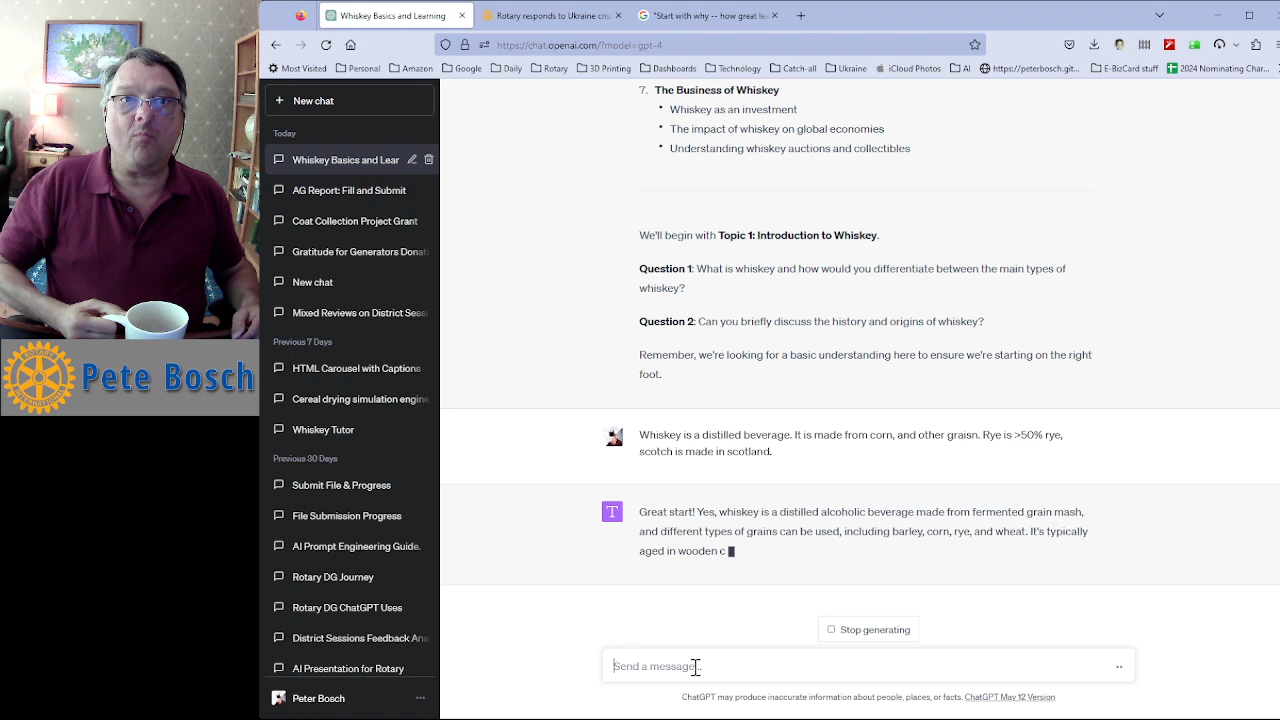 Whiskey Basics and Learning
Rotary responds to Ukraine cris
"Start with why -- how great lea
https://chat.openai.com/?model=gpt-4
Most Visited
Personal
Amazon
Google
Daily
Rotary
3D Printing
Dashboards
Technology
Catch-all
Ukraine
iCloud Photos
AI
https://peterbosch.git...
BitCard stuff
2024 Nominating Char...
New chat
Today
Whiskey Basics and Lear
AG Report: Fill and Submit
Coat Collection Project Grant
Gratitude for Generators Donati
New chat
Mixed Reviews on District Sessi
Previous 7 Days
HTML Carousel with Captions
Cereal drying simulation engine
Whiskey Tutor
Previous 30 Days
Submit File & Progress
File Submission Progress
AI Prompt Engineering Guide.
Rotary DG Journey
Rotary DG ChatGPT Uses
District Sessions Feedback Ana
AI Presentation for Rotary
Peter Bosch
7. The Business of Whiskey
• Whiskey as an investment
• The impact of whiskey on global economies
• Understanding whiskey auctions and collectibles
We'll begin with Topic 1: Introduction to Whiskey.
Question 1: What is whiskey and how would you differentiate between the main types of
whiskey?
Question 2: Can you briefly discuss the history and origins of whiskey?
Remember, we're looking for a basic understanding here to ensure we're starting on the right
foot.
Whiskey is a distilled beverage. It is made from corn, and other graisn. Rye is >50% rye,
scotch is made in scotland.
T
Great start! Yes, whiskey is a distilled alcoholic beverage made from fermented grain mash,
and different types of grains can be used, including barley, corn, rye, and wheat. It's typically
aged in wooden c
Stop generating
Send a message
ChatGPT may produce inaccurate information about people, places, or facts. ChatGPT May 12 Version
ROTARY
INTERNATIONAL
Pete Bosch